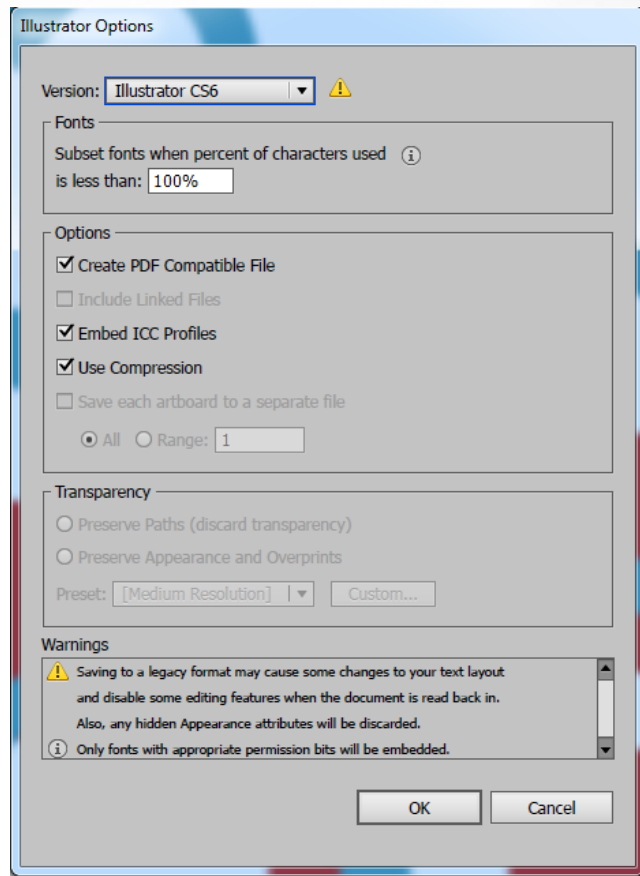 Illustrator Options
Version: Illustrator CS6
Fonts
Subset fonts when percent of characters used
is less than: 100%
Options
Create PDF Compatible File
Include Linked Files
Embed ICC Profiles
Use Compression
Save each artboard to a separate file
All Range: 1
Transparency
Preserve Paths (discard transparency)
Preserve Appearance and Overprints
Preset: [Medium Resolution] Custom...
Warnings
Saving to a legacy format may cause some changes to your text layout
and disable some editing features when the document is read back in.
Also, any hidden Appearance attributes will be discarded.
Only fonts with appropriate permission bits will be embedded.
OK Cancel